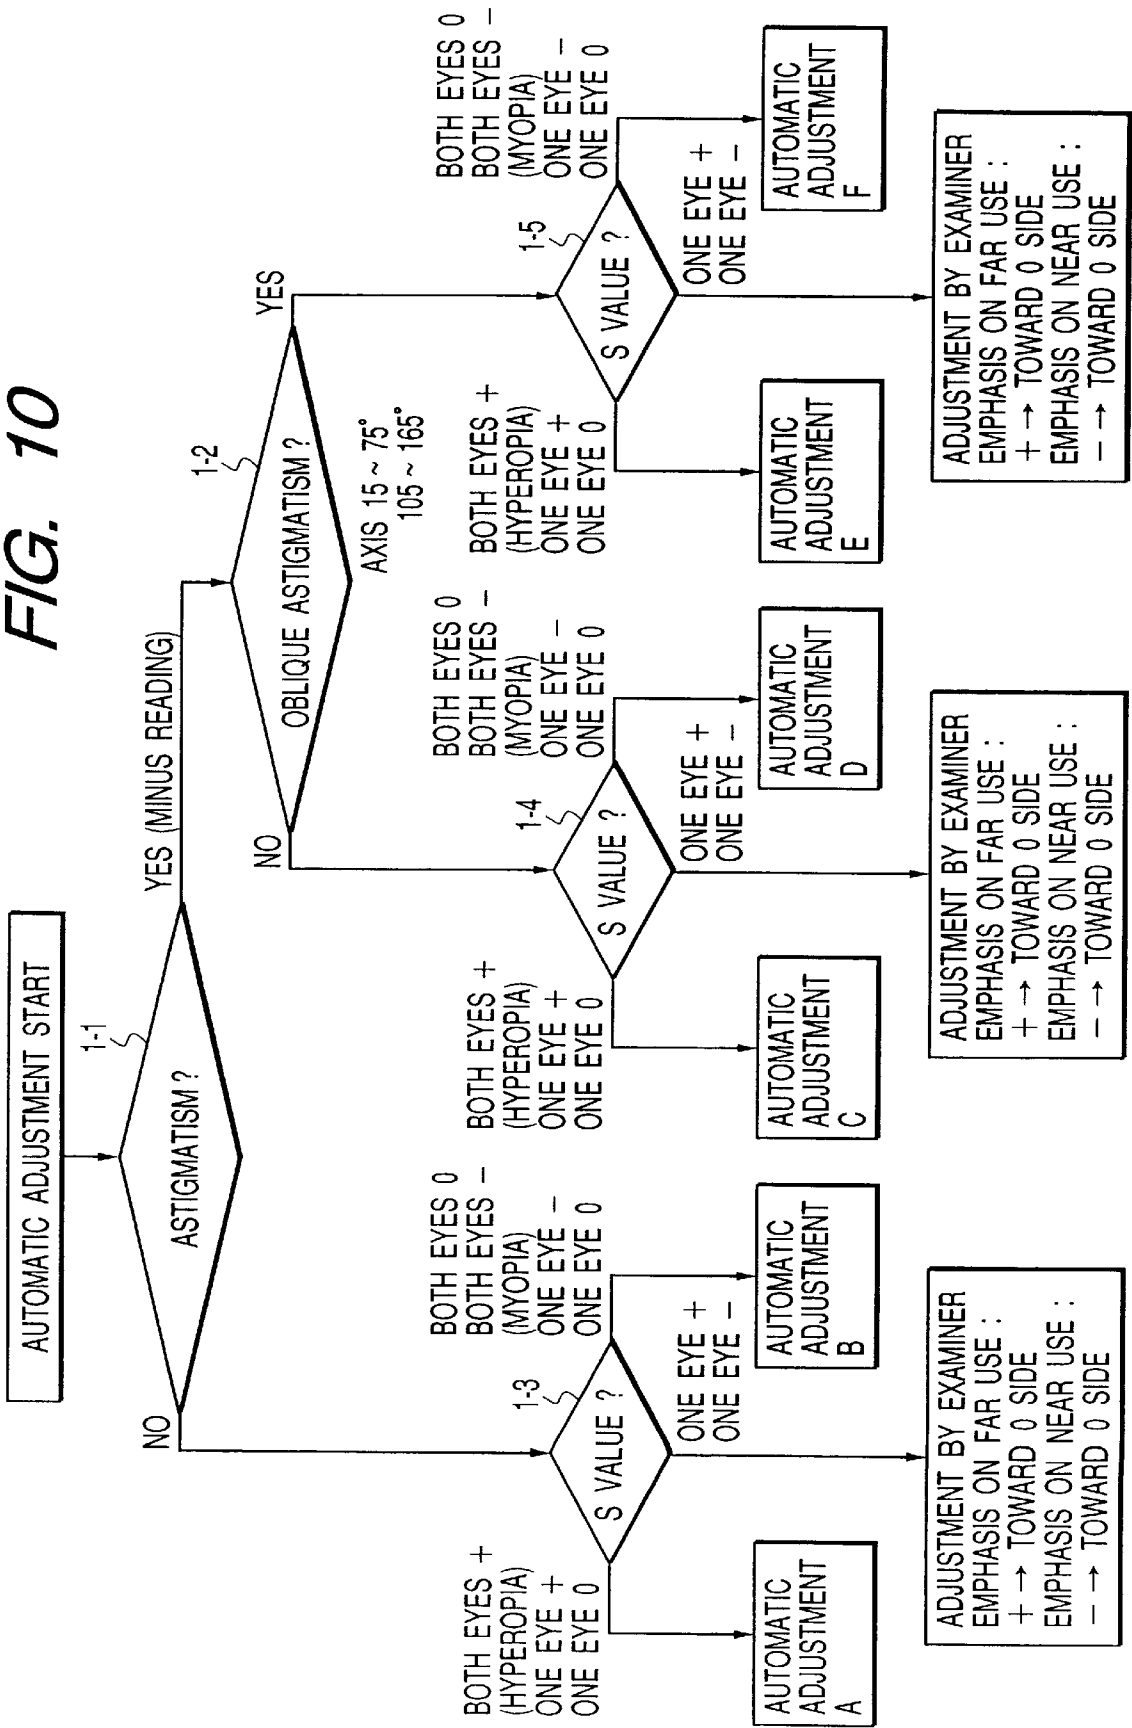 FIG. 10
AUTOMATIC ADJUSTMENT START
1-1
ASTIGMATISM ?
NO
YES (MINUS READING)
1-2
OBLIQUE ASTIGMATISM ?
AXIS 15 ~ 75°
105 ~ 165°
NO
YES
BOTH EYES +
(HYPEROPIA)
ONE EYE +
ONE EYE 0
1-3
S VALUE ?
BOTH EYES 0
BOTH EYES −
(MYOPIA)
ONE EYE −
ONE EYE 0
ONE EYE +
ONE EYE −
AUTOMATIC
ADJUSTMENT
A
AUTOMATIC
ADJUSTMENT
B
ADJUSTMENT BY EXAMINER
EMPHASIS ON FAR USE :
+ → TOWARD 0 SIDE
EMPHASIS ON NEAR USE :
− → TOWARD 0 SIDE
BOTH EYES +
(HYPEROPIA)
ONE EYE +
ONE EYE 0
1-4
S VALUE ?
BOTH EYES 0
BOTH EYES −
(MYOPIA)
ONE EYE −
ONE EYE 0
ONE EYE +
ONE EYE −
AUTOMATIC
ADJUSTMENT
C
AUTOMATIC
ADJUSTMENT
D
ADJUSTMENT BY EXAMINER
EMPHASIS ON FAR USE :
+ → TOWARD 0 SIDE
EMPHASIS ON NEAR USE :
− → TOWARD 0 SIDE
BOTH EYES +
(HYPEROPIA)
ONE EYE +
ONE EYE 0
1-5
S VALUE ?
BOTH EYES 0
BOTH EYES −
(MYOPIA)
ONE EYE −
ONE EYE 0
ONE EYE +
ONE EYE −
AUTOMATIC
ADJUSTMENT
E
AUTOMATIC
ADJUSTMENT
F
ADJUSTMENT BY EXAMINER
EMPHASIS ON FAR USE :
+ → TOWARD 0 SIDE
EMPHASIS ON NEAR USE :
− → TOWARD 0 SIDE